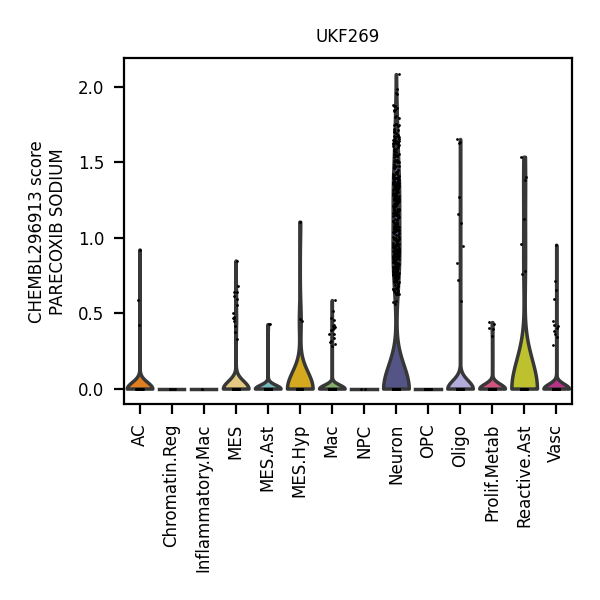 UKF269
CHEMBL296913 score
PARECOXIB SODIUM
2.0
1.5
1.0
0.5
0.0
AC
Chromatin.Reg
Inflammatory.Mac
MES
MES.Ast
MES.Hyp
Mac
NPC
Neuron
OPC
Oligo
Prolif.Metab
Reactive.Ast
Vasc